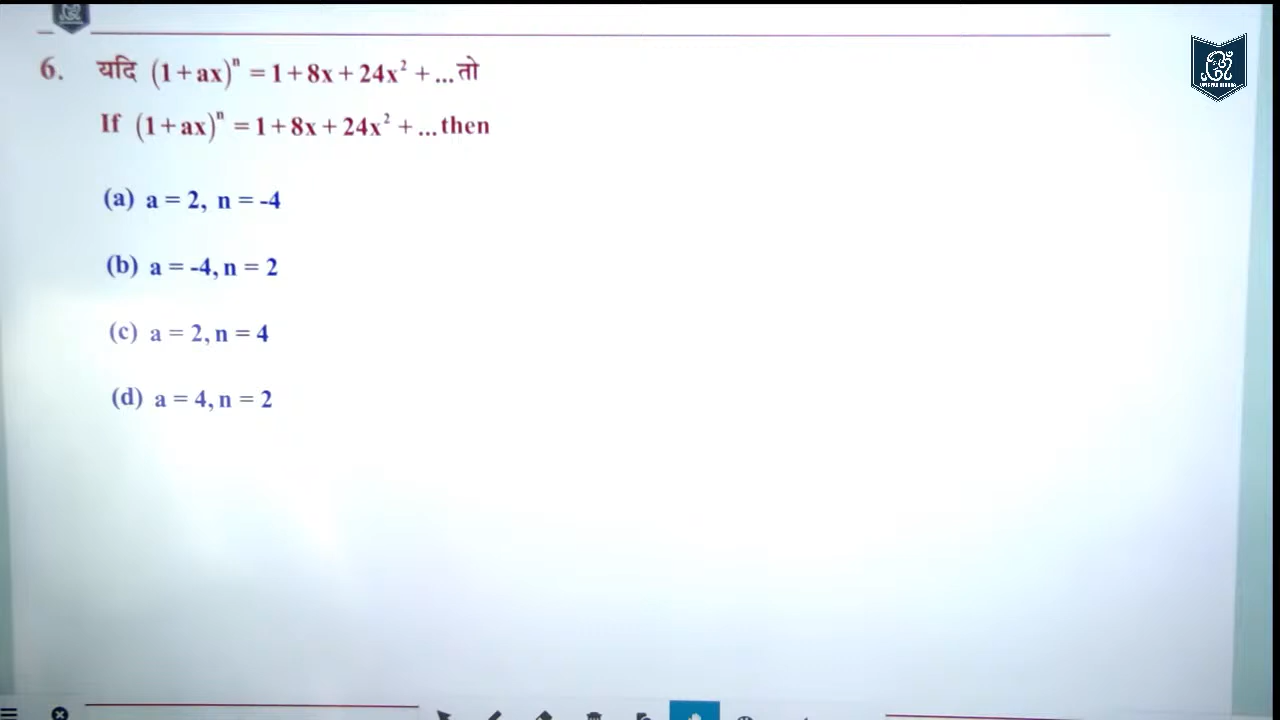 6. यदि (1+ax)ⁿ = 1+8x+24x² + ... तो
If (1+ax)ⁿ = 1+8x+24x² + ... then
(a) a = 2, n = -4
(b) a = -4, n = 2
(c) a = 2, n = 4
(d) a = 4, n = 2